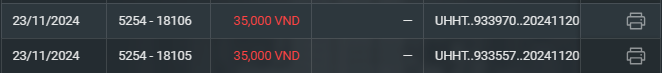 23/11/2024 5254 - 18106 35,000 VND — UHHT..933970..20241120
23/11/2024 5254 - 18105 35,000 VND — UHHT..933557..20241120